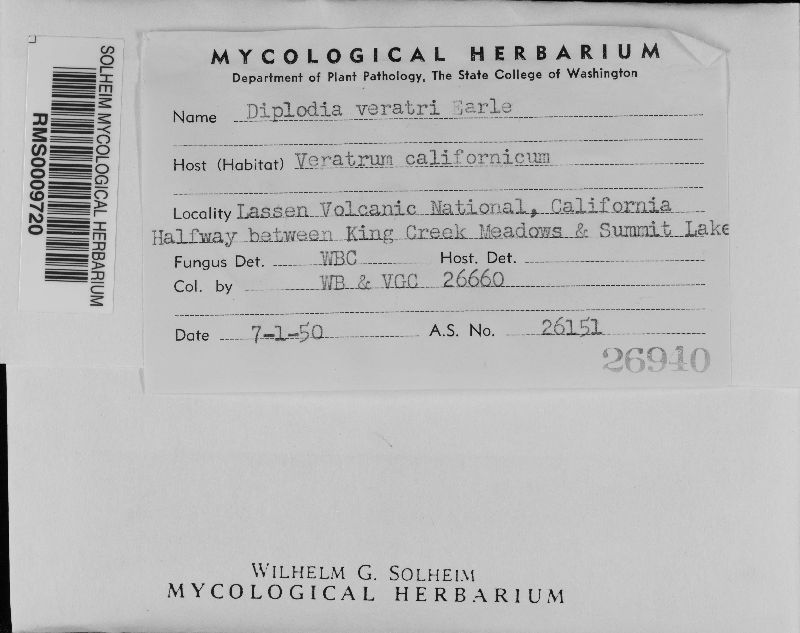 SOLHEIM MYCOLOGICAL HERBARIUM
RMS0009720
MYCOLOGICAL HERBARIUM
Department of Plant Pathology, The State College of Washington
Name Diplodia veratri Earle
Host (Habitat) Veratrum californicum
Locality Lassen Volcanic National, California
Halfway between King Creek Meadows & Summit Lake
Fungus Det. WBC Host. Det.
Col. by WB & VGC 26660
Date 7-1-50 A.S. No. 26151
26940
WILHELM G. SOLHEIM
MYCOLOGICAL HERBARIUM